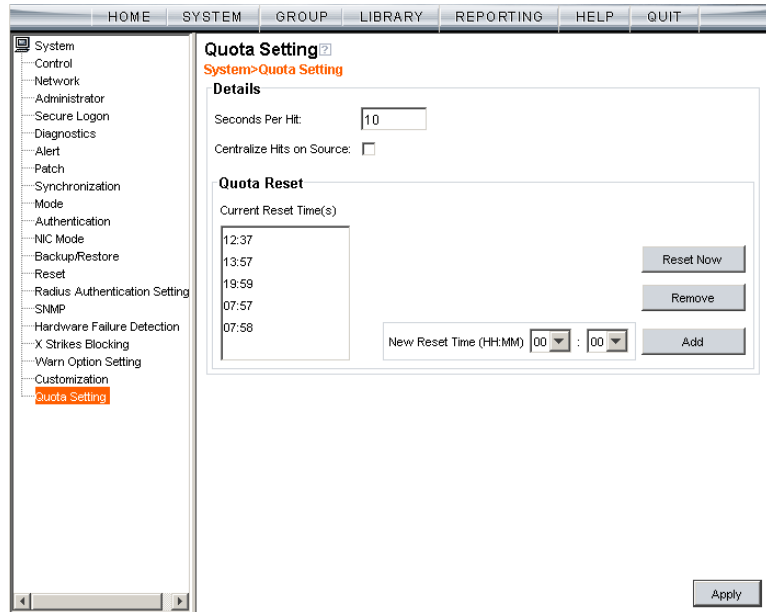 HOME SYSTEM GROUP LIBRARY REPORTING HELP QUIT
System
Control
Network
Administrator
Secure Logon
Diagnostics
Alert
Patch
Synchronization
Mode
Authentication
NIC Mode
Backup/Restore
Reset
Radius Authentication Setting
SNMP
Hardware Failure Detection
X Strikes Blocking
Warn Option Setting
Customization
Quota Setting
Quota Setting ?
System>Quota Setting
Details
Seconds Per Hit: 10
Centralize Hits on Source:
Quota Reset
Current Reset Time(s)
12:37
13:57
19:59
07:57
07:58
Reset Now
Remove
New Reset Time (HH:MM) 00 : 00 Add
Apply